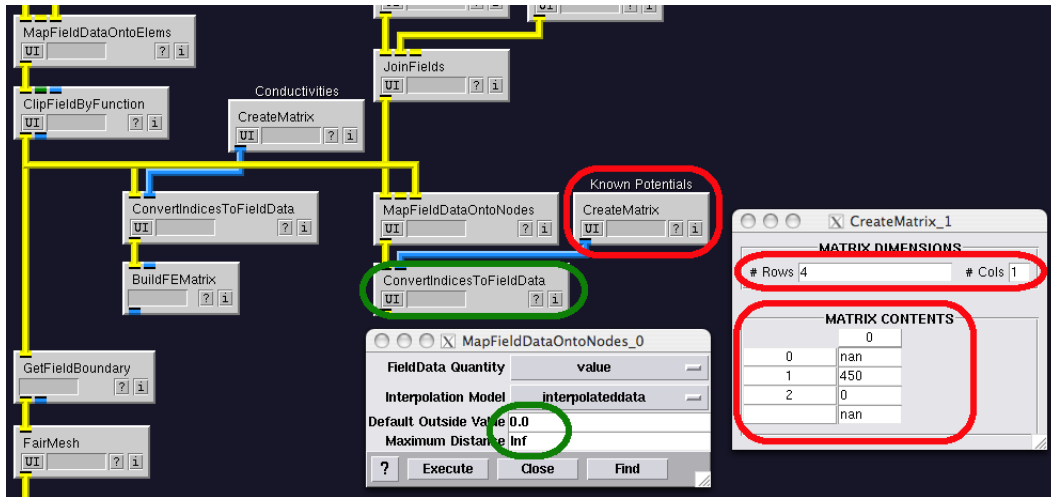 UI ? i
UI
MapFieldDataOntoElems
UI ? i
JoinFields
UI ? i
ClipFieldByFunction
UI ? i
Conductivities
CreateMatrix
UI ? i
Known Potentials
ConvertIndicesToFieldData
UI ? i
MapFieldDataOntoNodes
UI ? i
CreateMatrix
UI ? i
BuildFEMatrix
? i
ConvertIndicesToFieldData
UI ? i
GetFieldBoundary
? i
FairMesh
UI ? i
X MapFieldDataOntoNodes_0
FieldData Quantity value
Interpolation Model interpolateddata
Default Outside Value 0.0
Maximum Distance Inf
? Execute Close Find
X CreateMatrix_1
MATRIX DIMENSIONS
# Rows 4 # Cols 1
MATRIX CONTENTS
0
0 nan
1 450
2 0
nan